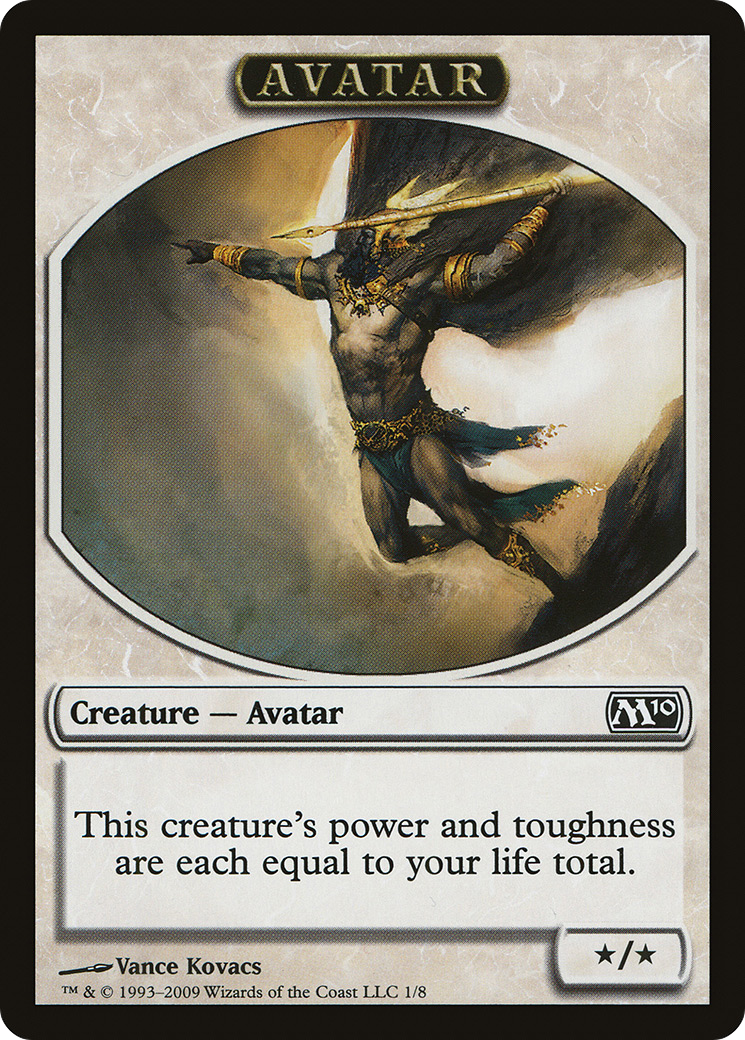 AVATAR
Creature — Avatar
M10
This creature's power and toughness
are each equal to your life total.
★/★
Vance Kovacs
™ & © 1993–2009 Wizards of the Coast LLC 1/8